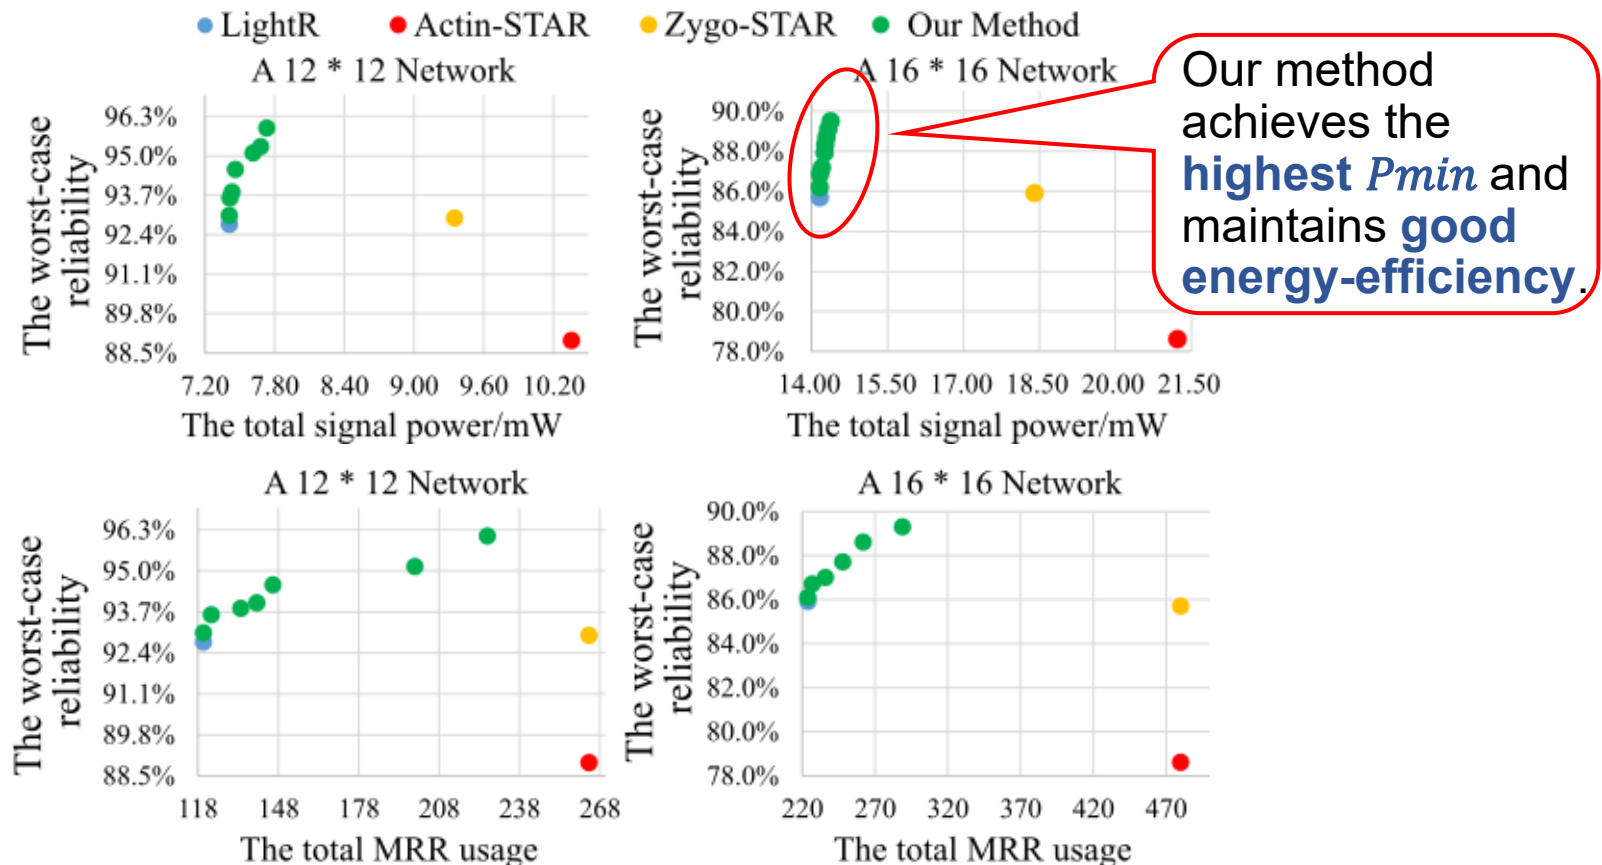 LightR Actin-STAR Zygo-STAR Our Method
A 12 * 12 Network
The worst-case
reliability
96.3%
95.0%
93.7%
92.4%
91.1%
89.8%
88.5%
7.20 7.80 8.40 9.00 9.60 10.20
The total signal power/mW
A 16 * 16 Network
The worst-case
reliability
90.0%
88.0%
86.0%
84.0%
82.0%
80.0%
78.0%
14.00 15.50 17.00 18.50 20.00 21.50
The total signal power/mW
Our method
achieves the
highest Pmin and
maintains good
energy-efficiency.
A 12 * 12 Network
The worst-case
reliability
96.3%
95.0%
93.7%
92.4%
91.1%
89.8%
88.5%
118 148 178 208 238 268
The total MRR usage
A 16 * 16 Network
The worst-case
reliability
90.0%
88.0%
86.0%
84.0%
82.0%
80.0%
78.0%
220 270 320 370 420 470
The total MRR usage